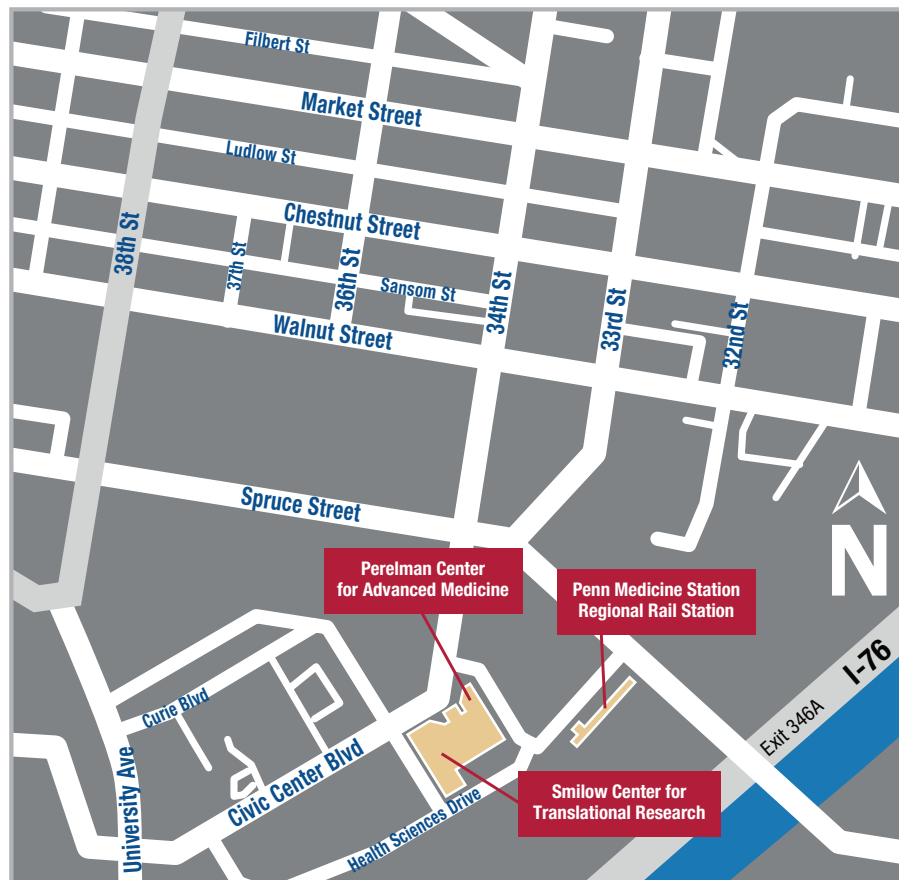 Filbert St
Market Street
Ludlow St
Chestnut Street
38th St
37th St
36th St
Sansom St
34th St
33rd St
32nd St
Walnut Street
Spruce Street
N
Perelman Center
for Advanced Medicine
Penn Medicine Station
Regional Rail Station
I-76
Exit 346A
Curie Blvd
University Ave
Civic Center Blvd
Health Sciences Drive
Smilow Center for
Translational Research